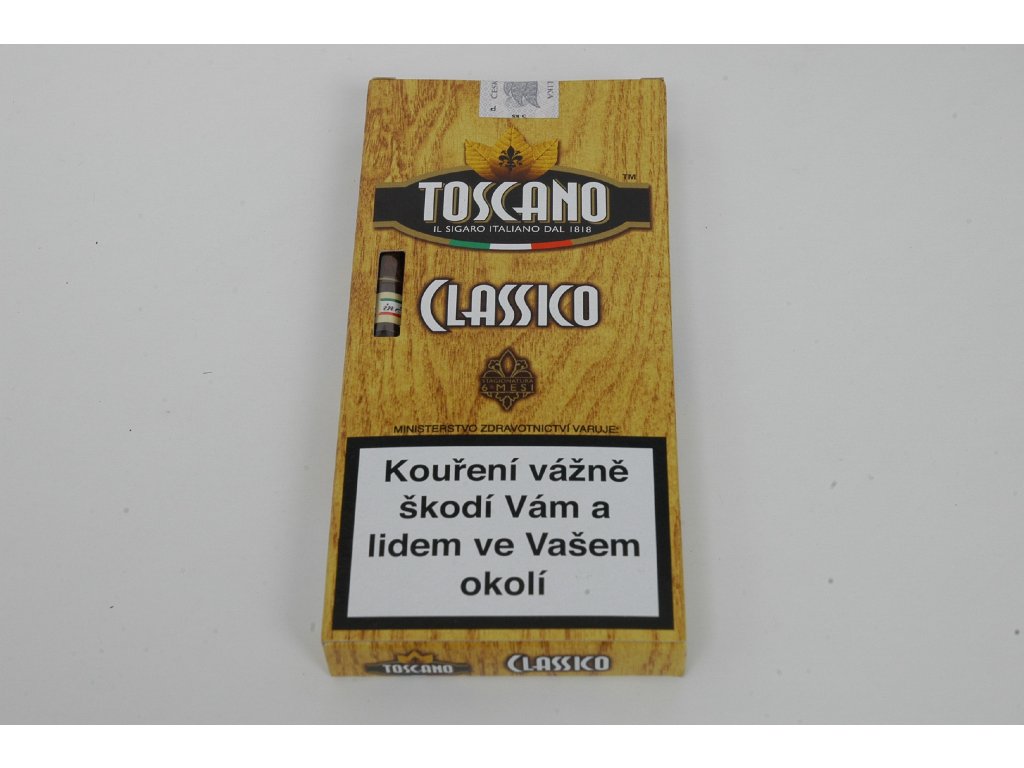 TOSCANO
TM
IL SIGARO ITALIANO DAL 1818
CLASSICO
STAGIONATURA
6 MESI
MINISTERSTVO ZDRAVOTNICTVÍ VARUJE:
Kouření vážně
škodí Vám a
lidem ve Vašem
okolí
TOSCANO CLASSICO